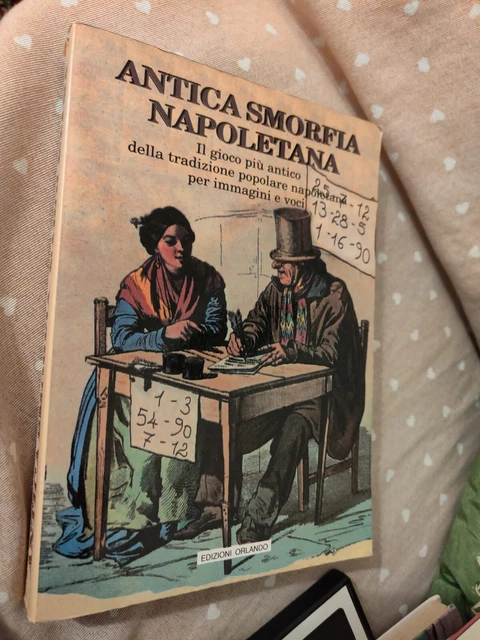 ANTICA SMORFIA
NAPOLETANA
Il gioco più antico
della tradizione popolare napoletana
per immagini e voci
25-7-12
13-28-5
1-16-90
1-3
54-90
7-12
EDIZIONI ORLANDO